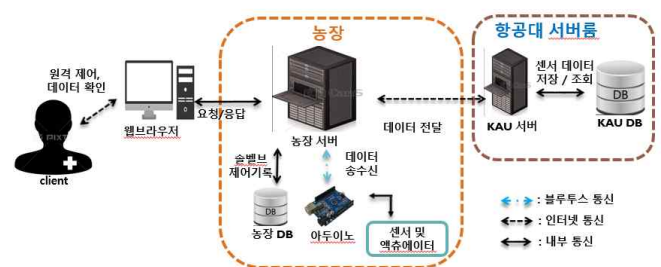 농장
항공대 서버룸
원격 제어,
데이터 확인
센서 데이터
저장 / 조회
DB
웹브라우저
요청/응답
농장 서버
데이터 전달
KAU 서버
KAU DB
client
솔벨브
제어기록
데이터
송수신
DB
농장 DB
아두이노
센서 및
액츄에이터
: 블루투스 통신
: 인터넷 통신
: 내부 통신